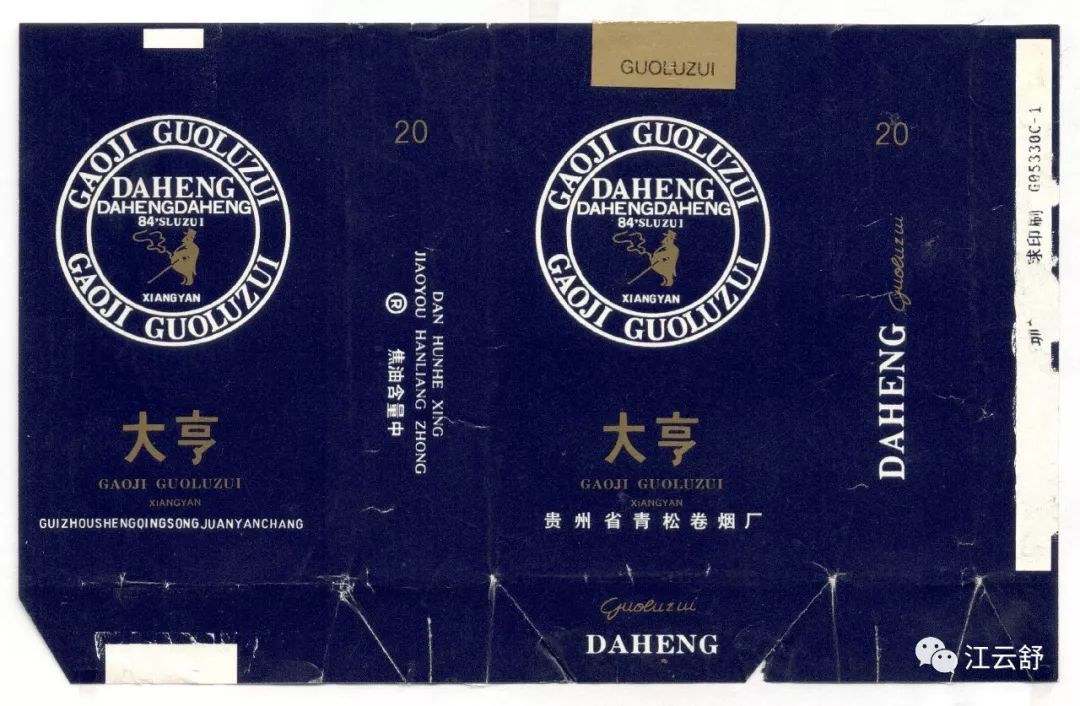 GUOLUZUI
GAOJI GUOLUZUI
DAHENG
DAHENGDAHENG
84'SLUZUI
XIANGYAN
GAOJI GUOLUZUI
大亨
GAOJI GUOLUZUI
XIANGYAN
GUIZHOUSHENGQINGSONGJUANYANCHANG
20
DAN HUNHE XING
JIAOYOU HANLIANG ZHONG
® 焦油含量中
GAOJI GUOLUZUI
DAHENG
DAHENGDAHENG
84'SLUZUI
XIANGYAN
GAOJI GUOLUZUI
大亨
GAOJI GUOLUZUI
XIANGYAN
贵州省青松卷烟厂
Guoluzui
DAHENG
20
DAHENG Guoluzui
球印刷 G05330C-1
江云舒